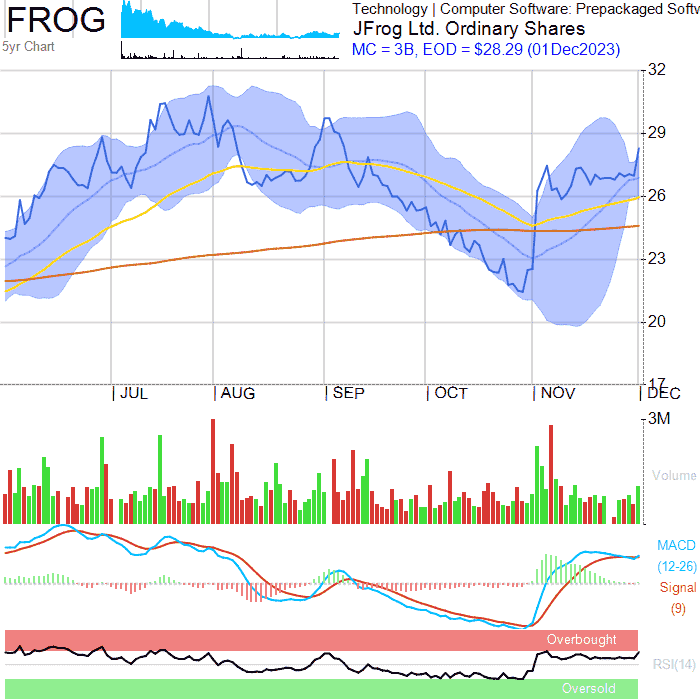 FROG
5yr Chart
Technology | Computer Software: Prepackaged Softw
JFrog Ltd. Ordinary Shares
MC = 3B, EOD = $28.29 (01Dec2023)
32
29
26
23
20
17
JUL AUG SEP OCT NOV DEC
3M
Volume
MACD
(12-26)
Signal
(9)
Overbought
RSI(14)
Oversold